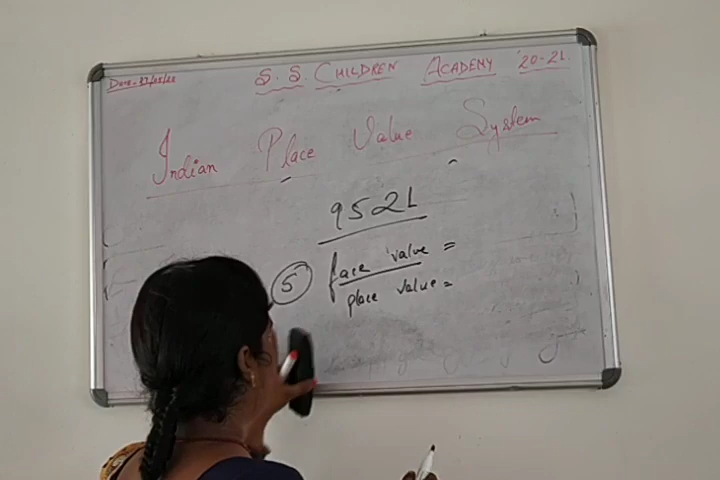 S. S. CHILDREN ACADEMY '20-21.
Indian Place Value System
9521
5 face value =
place value =